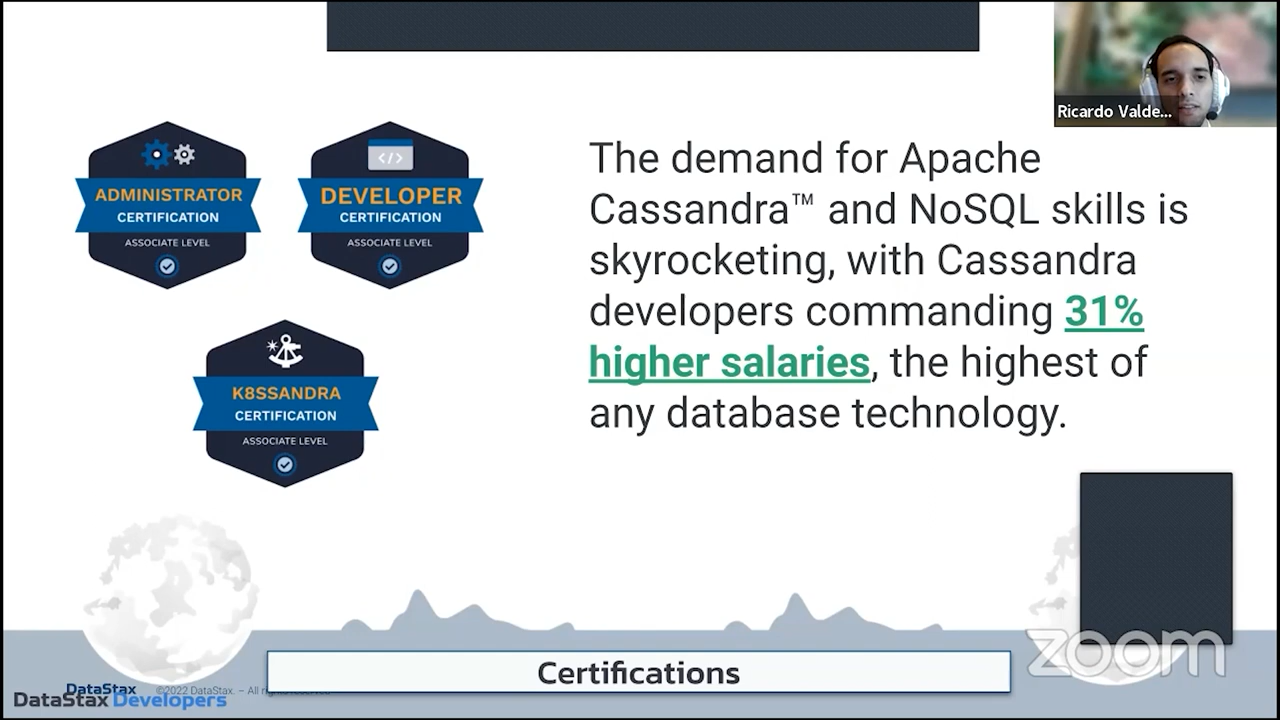 Ricardo Valde...
ADMINISTRATOR
CERTIFICATION
ASSOCIATE LEVEL
DEVELOPER
CERTIFICATION
ASSOCIATE LEVEL
K8SSANDRA
CERTIFICATION
ASSOCIATE LEVEL
The demand for Apache
Cassandra™ and NoSQL skills is
skyrocketing, with Cassandra
developers commanding 31%
higher salaries, the highest of
any database technology.
zoom
Certifications
DataStax ©2022 DataStax. – All
DataStax Developers